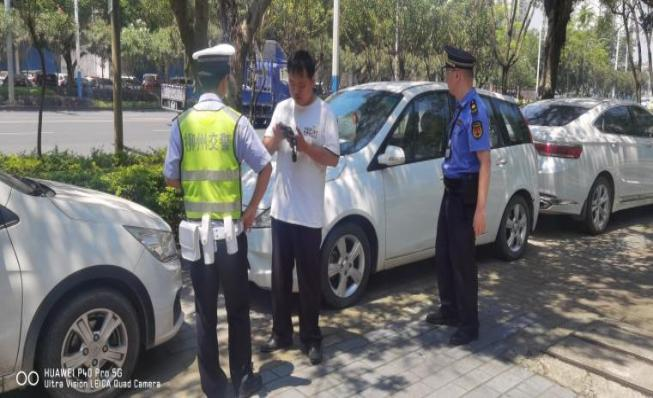 柳州交警
HUAWEI P40 Pro 5G
Ultra Vision LEICA Quad Camera